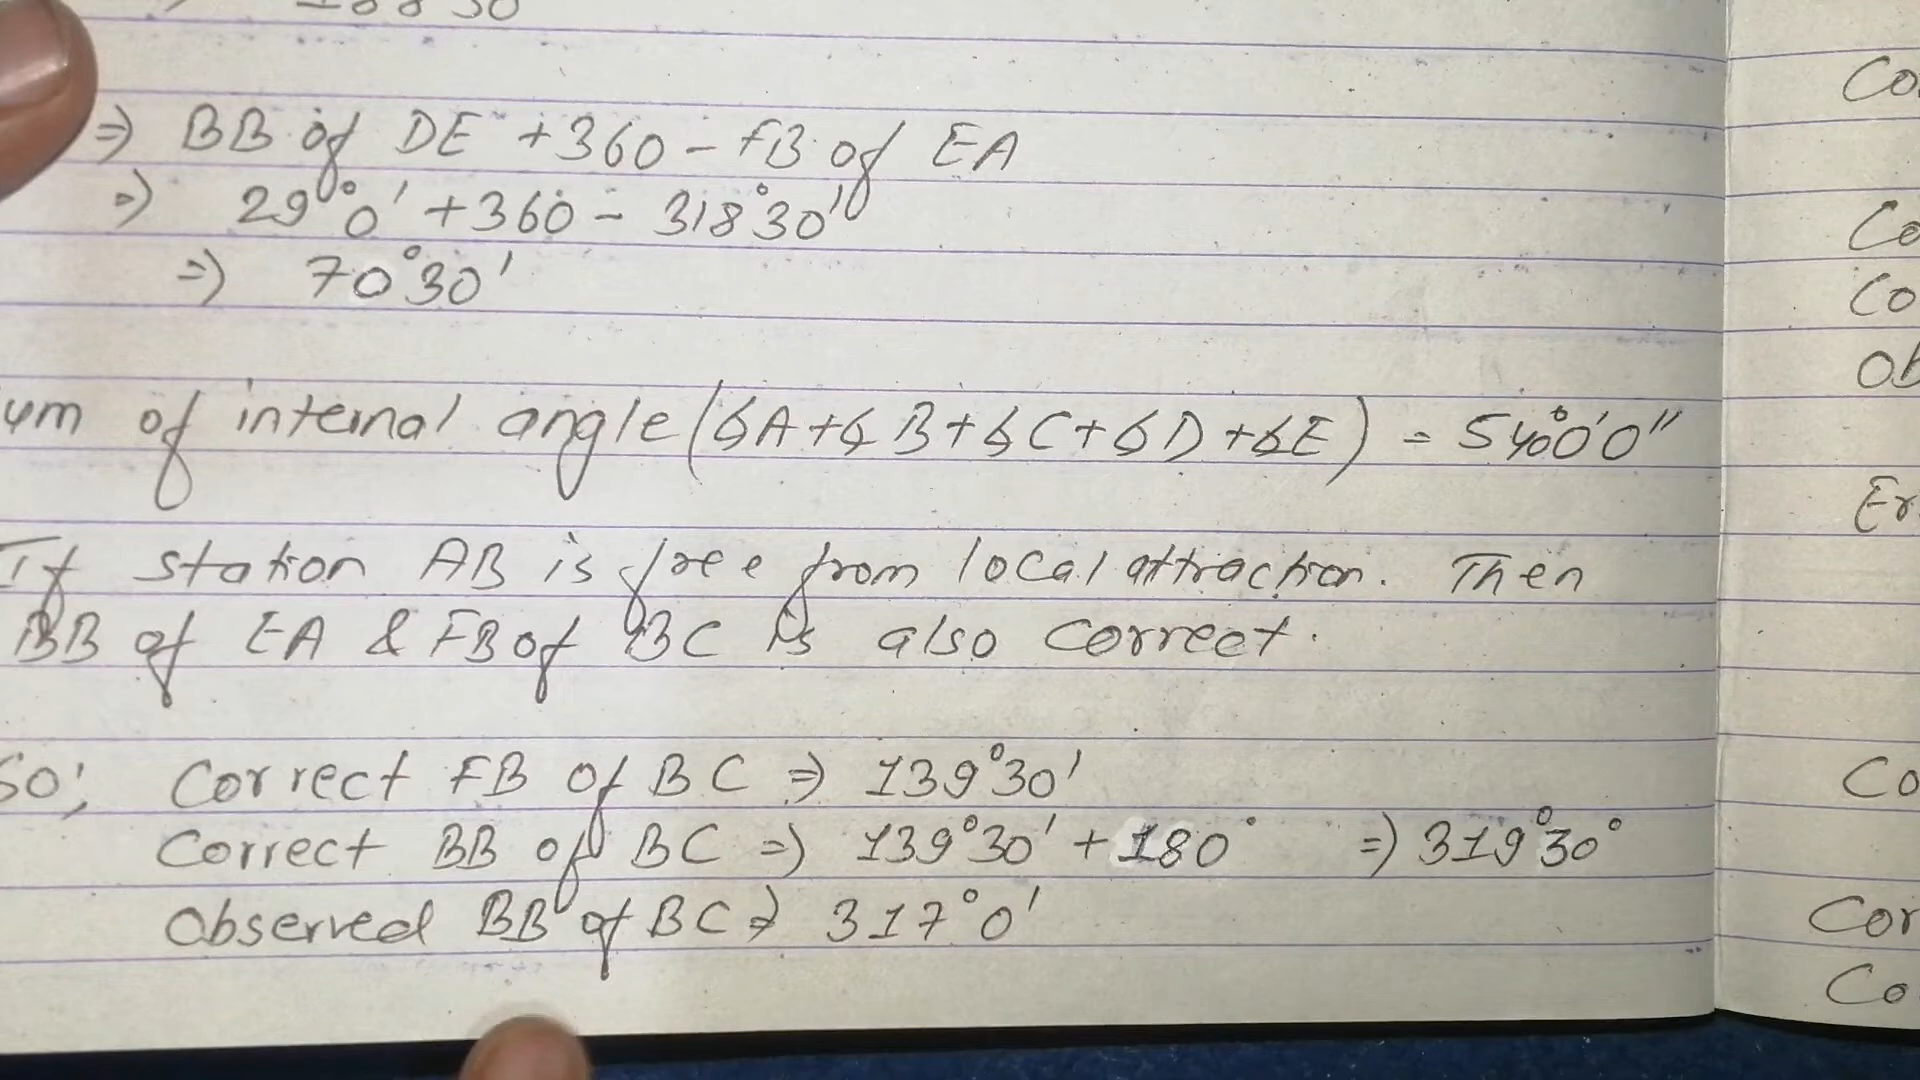 ⇒ BB of DE +360 - FB of EA
⇒ 29°0' +360 - 318°30'
⇒ 70°30'
um of internal angle (∠A+∠B+∠C+∠D+∠E) = 540°0'0"
If station AB is free from local attraction. Then
BB of EA & FB of BC is also correct.
So; Correct FB of BC ⇒ 139°30'
Correct BB of BC ⇒ 139°30' + 180° ⇒ 319°30°
Observed BB of BC ⇒ 317°0'
Co
Co
Co
Ob
Er
Co
Cor
Co